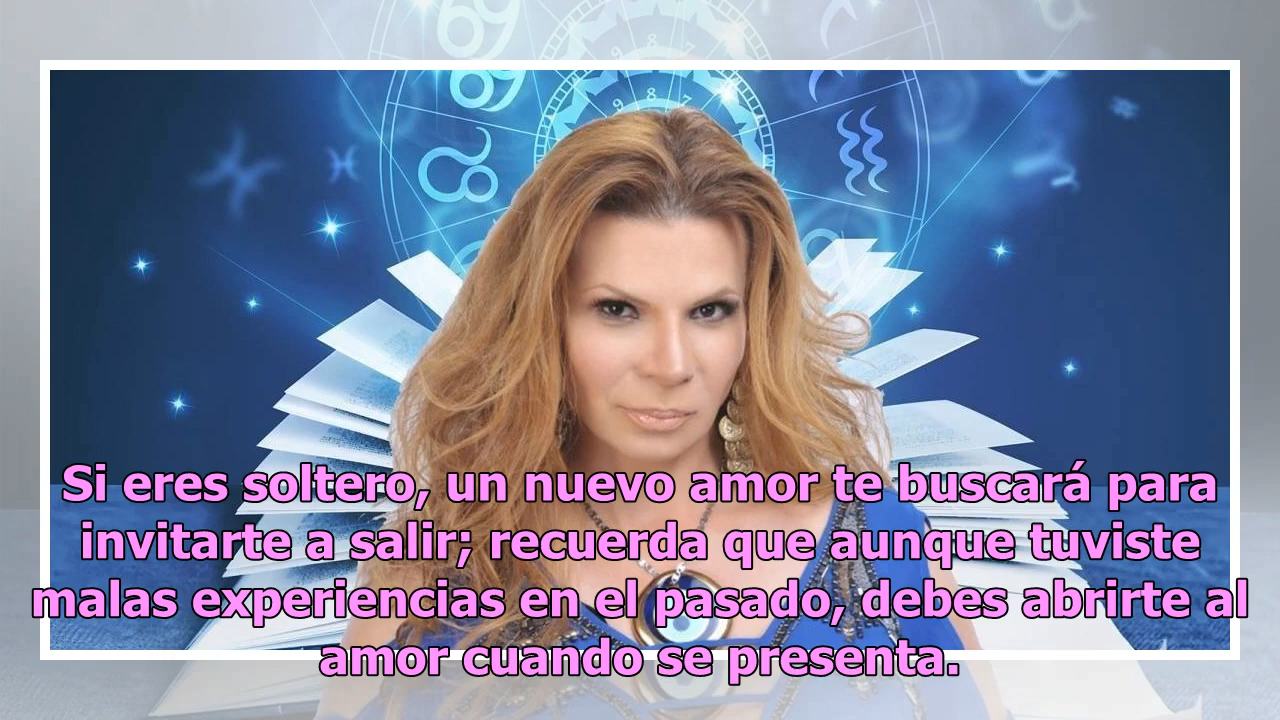 Si eres soltero, un nuevo amor te buscará para
invitarte a salir; recuerda que aunque tuviste
malas experiencias en el pasado, debes abrirte al
amor cuando se presenta.